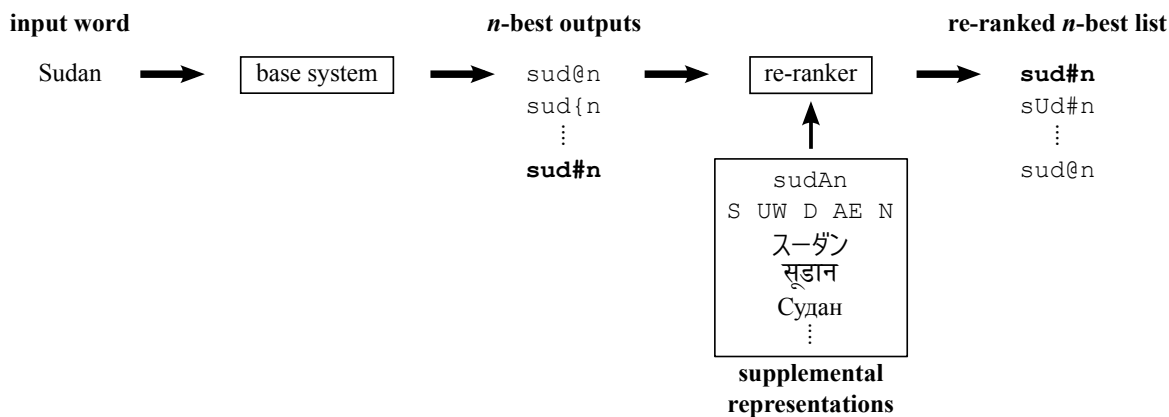 input word
n-best outputs
re-ranked n-best list
Sudan
base system
sud@n
sud{n
⋮
sud#n
re-ranker
sud#n
sUd#n
⋮
sud@n
sudAn
S UW D AE N
スーダン
सूडान
Судан
⋮
supplemental
representations